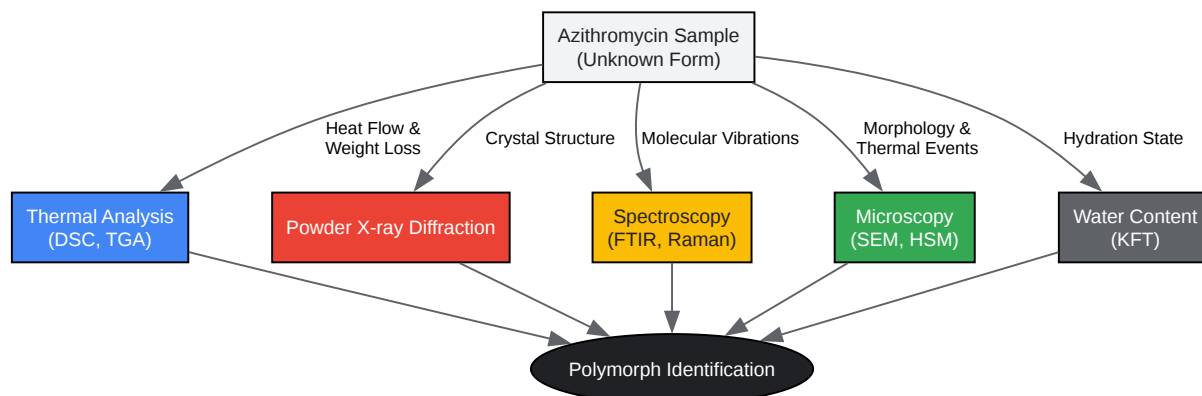 Azithromycin Sample
(Unknown Form)
Heat Flow &
Weight Loss
Crystal Structure
Molecular Vibrations
Morphology &
Thermal Events
Hydration State
Thermal Analysis
(DSC, TGA)
Powder X-ray Diffraction
Spectroscopy
(FTIR, Raman)
Microscopy
(SEM, HSM)
Water Content
(KFT)
Polymorph Identification